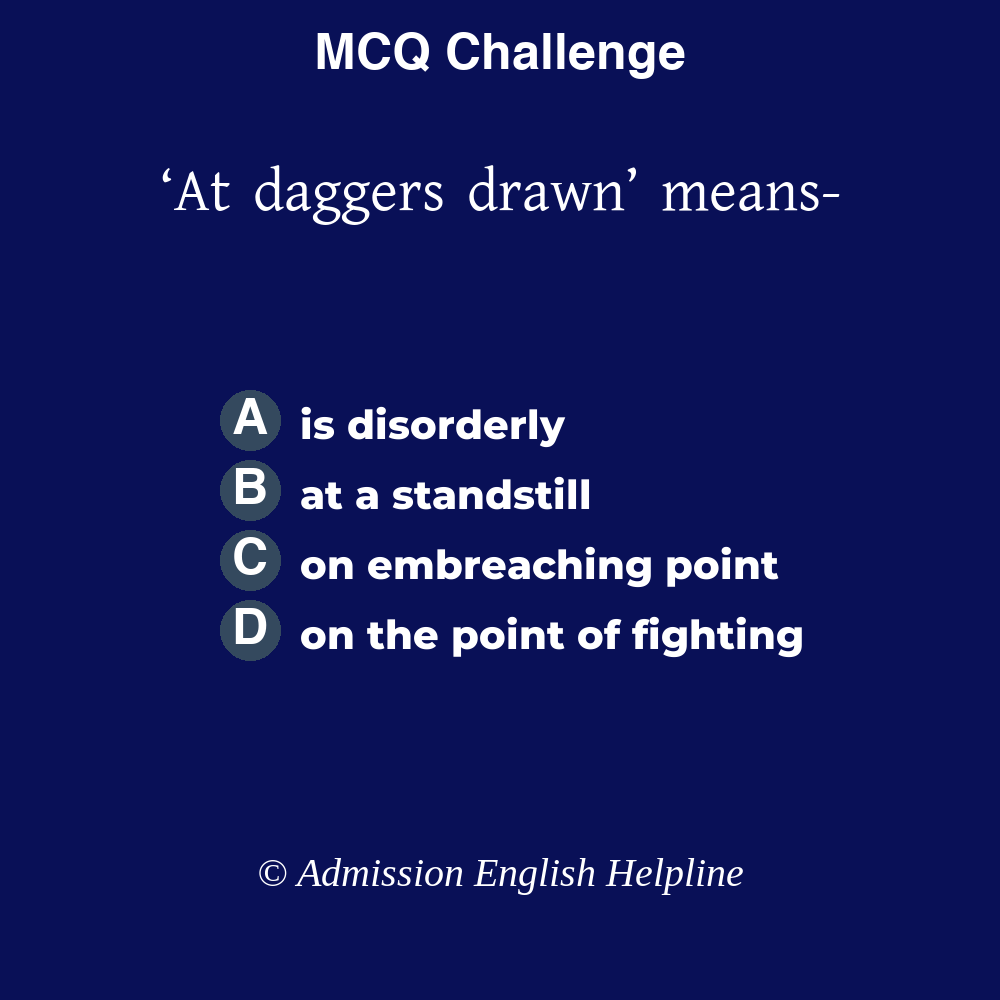 MCQ Challenge
‘At daggers drawn’ means-
A is disorderly
B at a standstill
C on embreaching point
D on the point of fighting
© Admission English Helpline